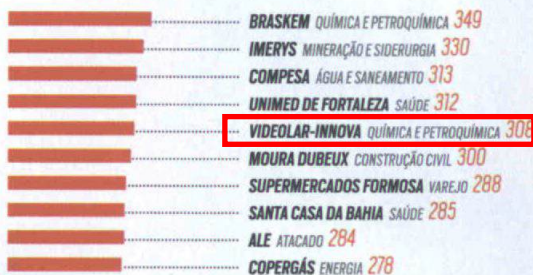 BRASKEM QUÍMICA E PETROQUÍMICA 349
IMERYS MINERAÇÃO E SIDERURGIA 330
COMPESA ÁGUA E SANEAMENTO 313
UNIMED DE FORTALEZA SAÚDE 312
VIDEOLAR-INNOVA QUÍMICA E PETROQUÍMICA 308
MOURA DUBEUX CONSTRUÇÃO CIVIL 300
SUPERMERCADOS FORMOSA VAREJO 288
SANTA CASA DA BAHIA SAÚDE 285
ALE ATACADO 284
COPERGÁS ENERGIA 278